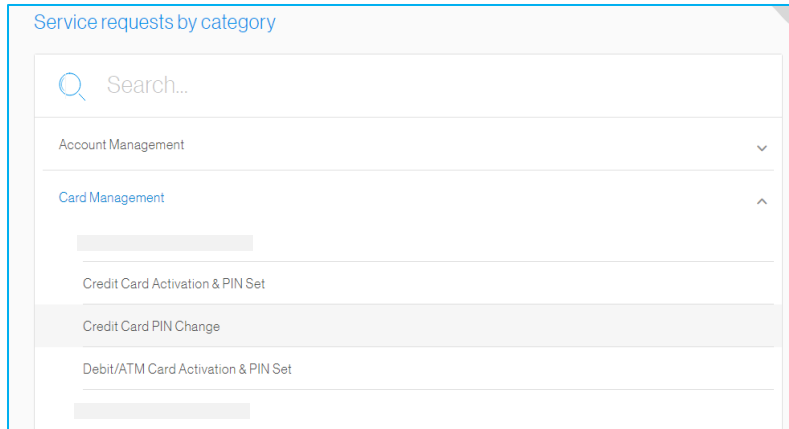 Service requests by category
Search...
Account Management
Card Management
Credit Card Activation & PIN Set
Credit Card PIN Change
Debit/ATM Card Activation & PIN Set